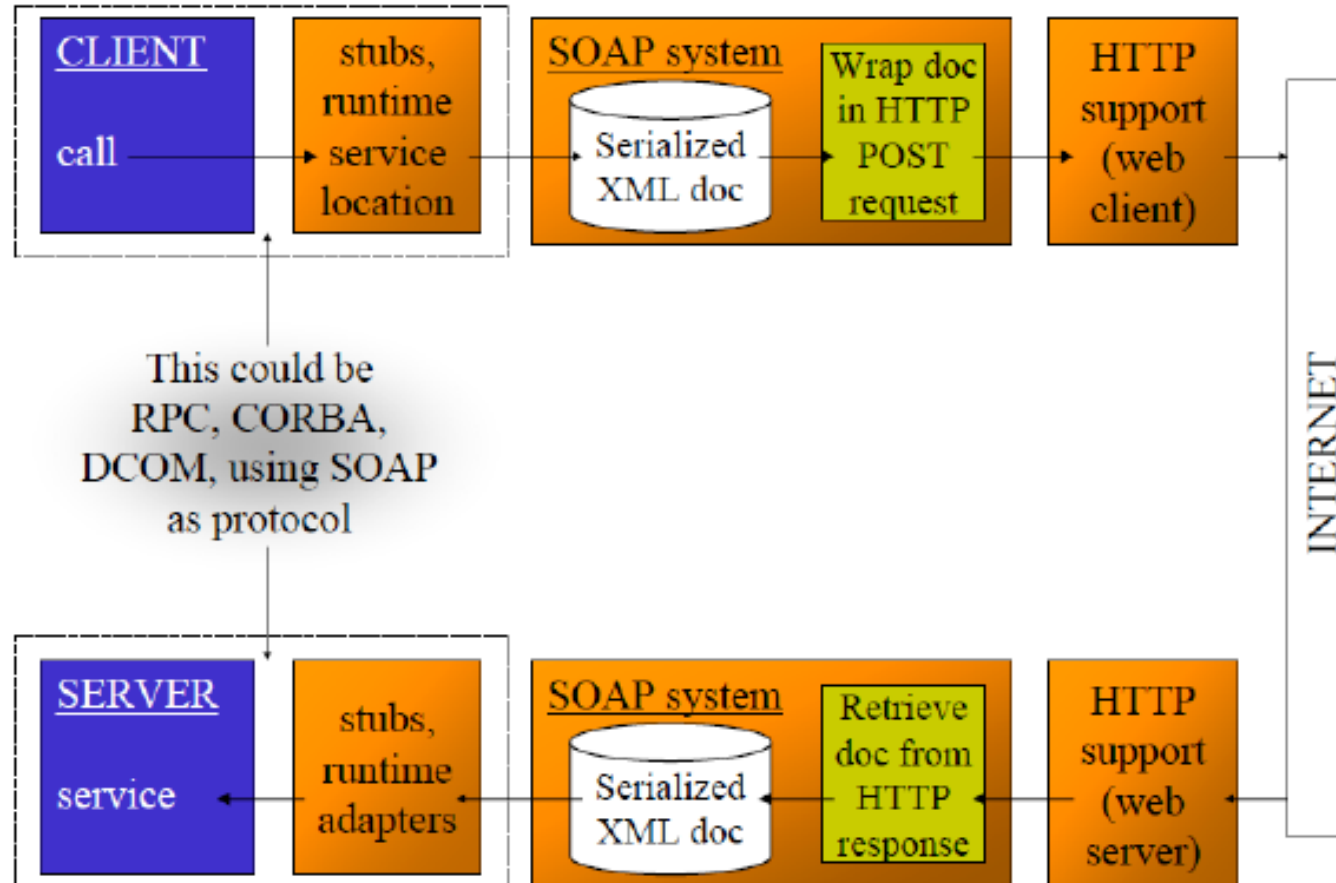 CLIENT
call
stubs,
runtime
service
location
SOAP system
Serialized
XML doc
Wrap doc
in HTTP
POST
request
HTTP
support
(web
client)
INTERNET
This could be
RPC, CORBA,
DCOM, using SOAP
as protocol
SERVER
service
stubs,
runtime
adapters
SOAP system
Serialized
XML doc
Retrieve
doc from
HTTP
response
HTTP
support
(web
server)